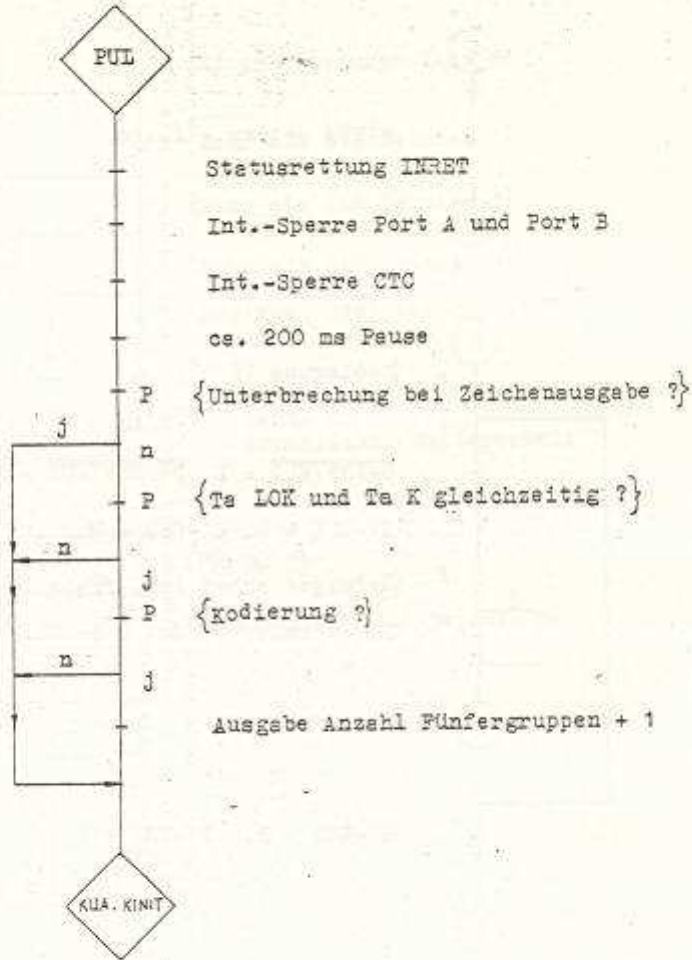 PUL
Statusrettung INRET
Int.-Sperre Port A und Port B
Int.-Sperre CTC
ca. 200 ms Pause
P {Unterbrechung bei Zeichenausgabe ?}
j
n
P {Ta LOK und Ta K gleichzeitig ?}
n
j
P {Kodierung ?}
n
j
Ausgabe Anzahl Fünfergruppen + 1
KUA. KINIT